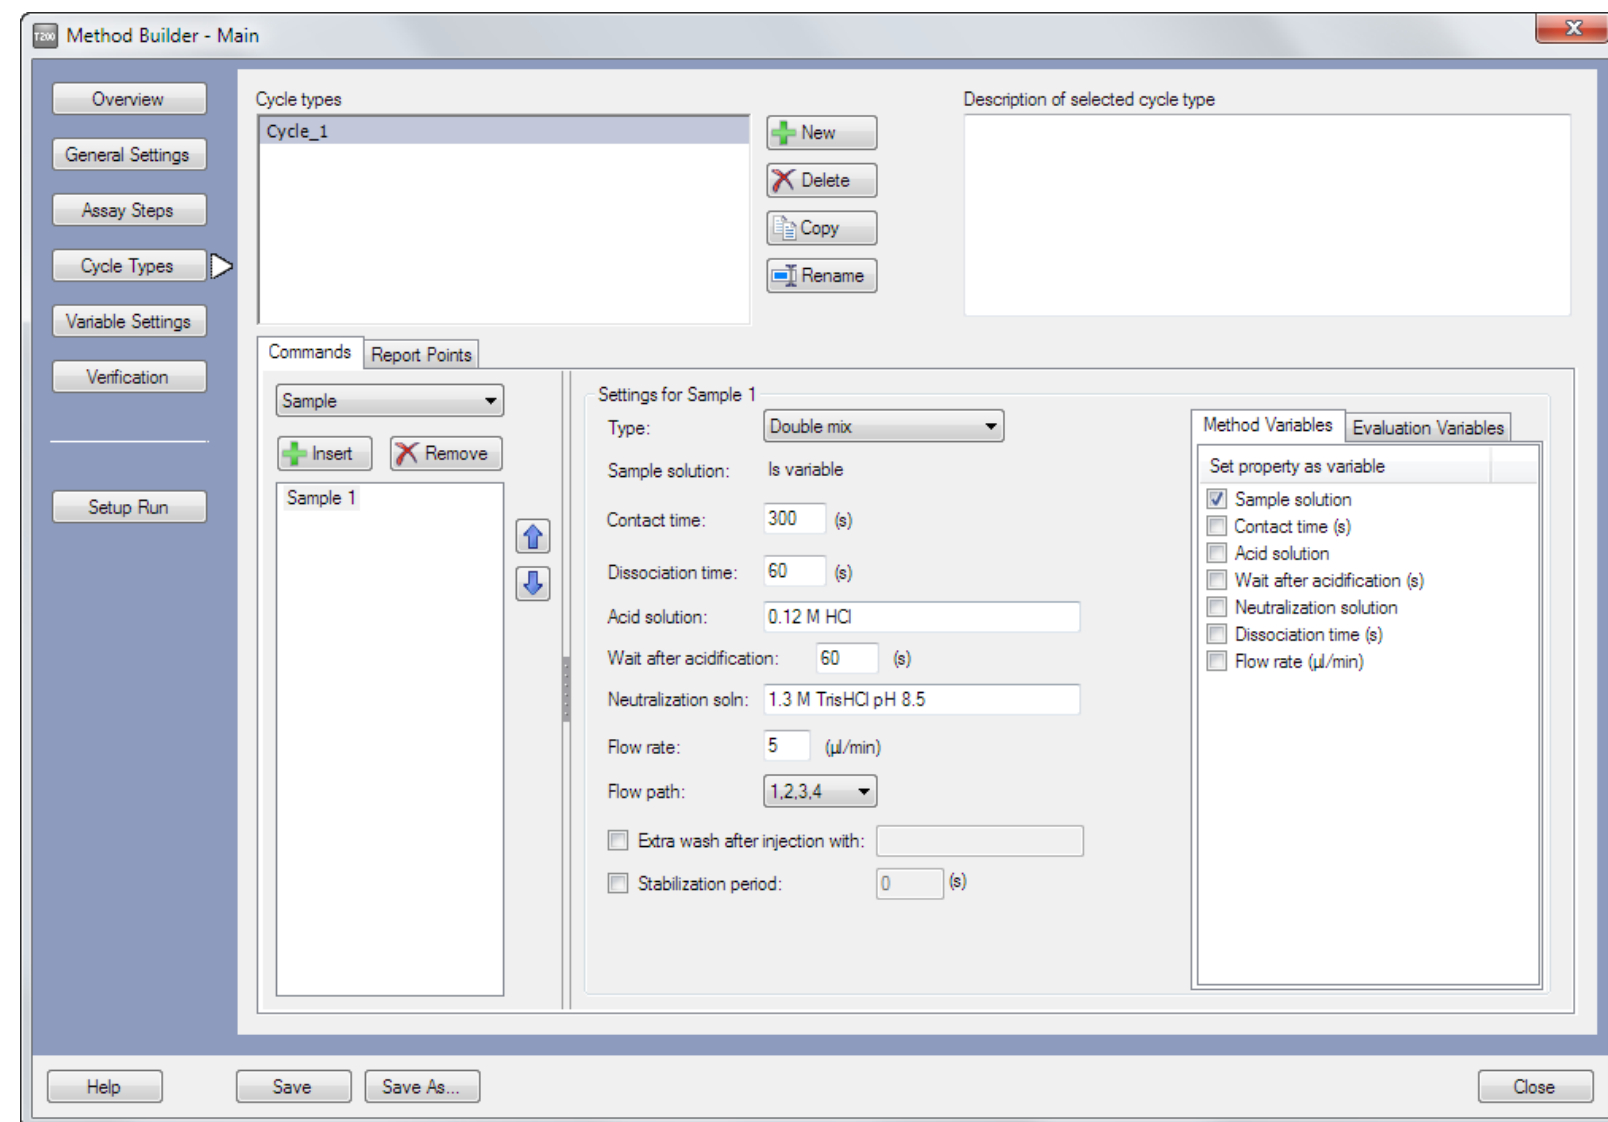 T200 Method Builder - Main
X
Overview
General Settings
Assay Steps
Cycle Types
Variable Settings
Verification
Setup Run
Cycle types
Cycle_1
New
Delete
Copy
Rename
Description of selected cycle type
Commands Report Points
Sample
Insert Remove
Sample 1
Settings for Sample 1
Type: Double mix
Sample solution: Is variable
Contact time: 300 (s)
Dissociation time: 60 (s)
Acid solution: 0.12 M HCl
Wait after acidification: 60 (s)
Neutralization soln: 1.3 M TrisHCl pH 8.5
Flow rate: 5 (µl/min)
Flow path: 1,2,3,4
Extra wash after injection with:
Stabilization period: 0 (s)
Method Variables Evaluation Variables
Set property as variable
Sample solution
Contact time (s)
Acid solution
Wait after acidification (s)
Neutralization solution
Dissociation time (s)
Flow rate (µl/min)
Help Save Save As... Close